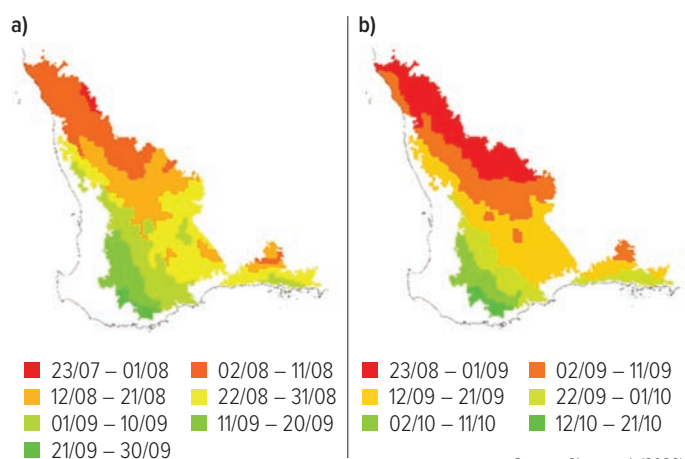 a)
23/07 – 01/08
02/08 – 11/08
12/08 – 21/08
22/08 – 31/08
01/09 – 10/09
11/09 – 20/09
21/09 – 30/09
b)
23/08 – 01/09
02/09 – 11/09
12/09 – 21/09
22/09 – 01/10
02/10 – 11/10
12/10 – 21/10